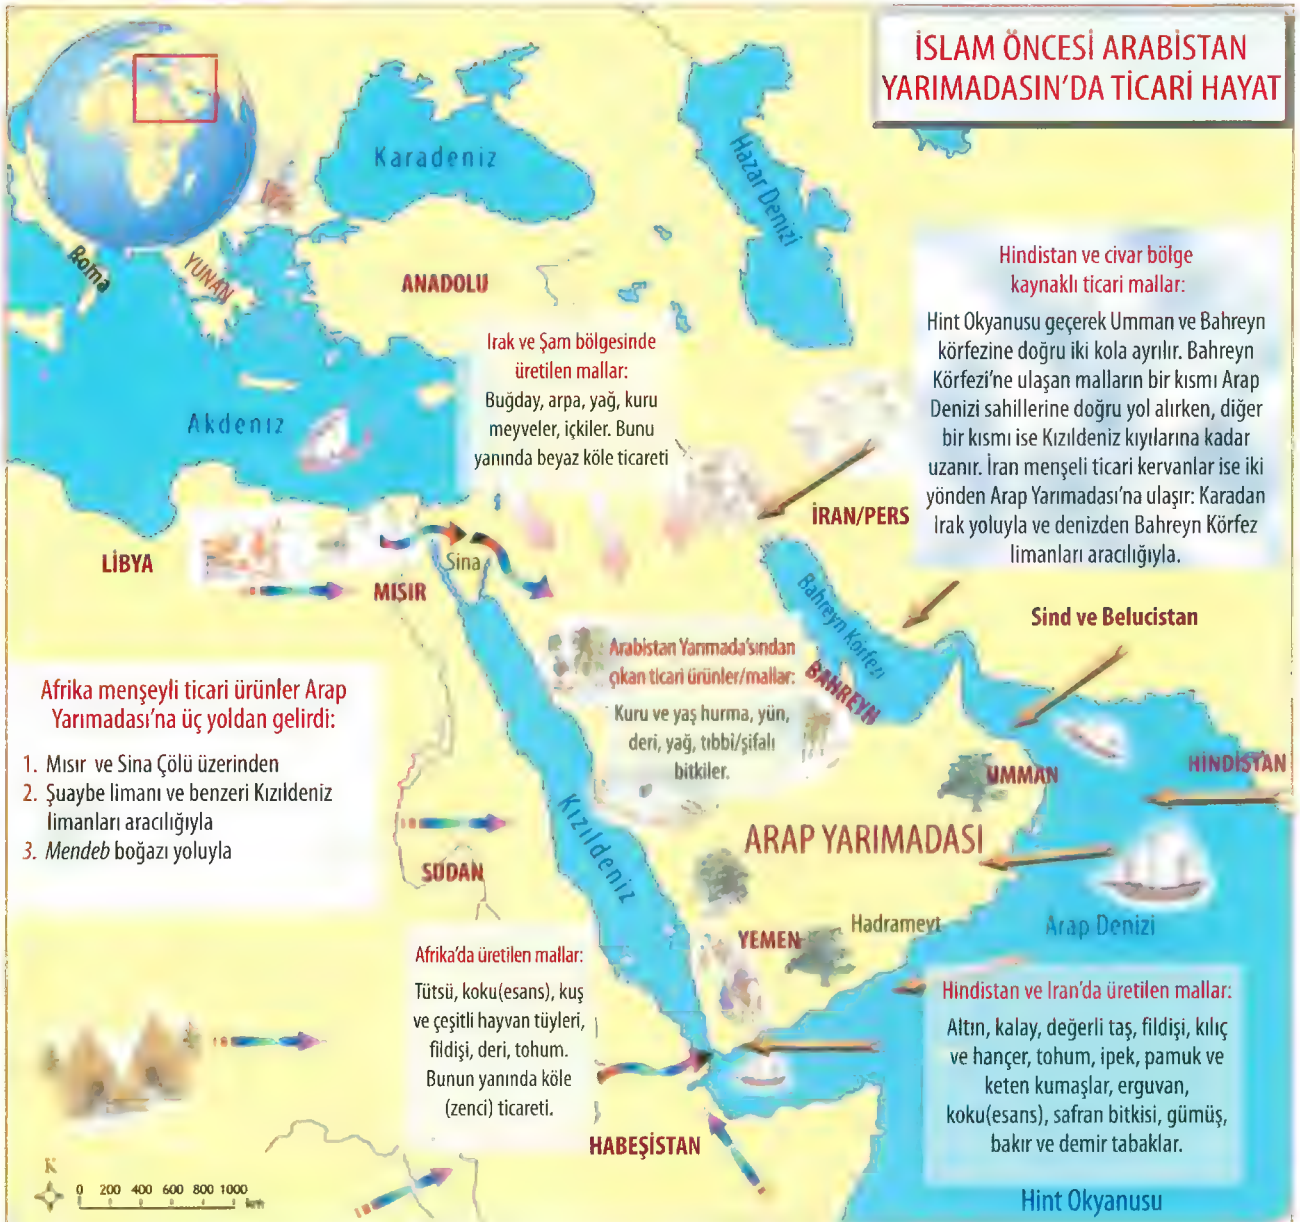 İSLAM ÖNCESİ ARABİSTAN
YARIMADASIN'DA TİCARİ HAYAT
Karadeniz
Hazar Denizi
Roma
YUNAN
ANADOLU
Akdeniz
Irak ve Şam bölgesinde
üretilen mallar:
Buğday, arpa, yağ, kuru
meyveler, içkiler. Bunu
yanında beyaz köle ticareti
Hindistan ve civar bölge
kaynaklı ticari mallar:
Hint Okyanusu geçerek Umman ve Bahreyn
körfezine doğru iki kola ayrılır. Bahreyn
Körfezi'ne ulaşan malların bir kısmı Arap
Denizi sahillerine doğru yol alırken, diğer
bir kısmı ise Kızıldeniz kıyılarına kadar
uzanır. İran menşeli ticari kervanlar ise iki
yönden Arap Yarımadası'na ulaşır: Karadan
Irak yoluyla ve denizden Bahreyn Körfez
limanları aracılığıyla.
İRAN/PERS
LİBYA
MISIR
Sina
Bahreyn Körfezi
BAHREYN
Sind ve Belucistan
Arabistan Yarımada'sından
çıkan ticari ürünler/mallar:
Kuru ve yaş hurma, yün,
deri, yağ, tıbbi/şifalı
bitkiler.
Afrika menşeyli ticari ürünler Arap
Yarımadası'na üç yoldan gelirdi:
1. Mısır ve Sina Çölü üzerinden
2. Şuaybe limanı ve benzeri Kızıldeniz
limanları aracılığıyla
3. Mendeb boğazı yoluyla
UMMAN
HİNDİSTAN
Kızıldeniz
ARAP YARIMADASI
SUDAN
Hadrameyt
YEMEN
Arap Denizi
Afrika'da üretilen mallar:
Tütsü, koku(esans), kuş
ve çeşitli hayvan tüyleri,
fildişi, deri, tohum.
Bunun yanında köle
(zenci) ticareti.
Hindistan ve Iran'da üretilen mallar:
Altın, kalay, değerli taş, fildişi, kılıç
ve hançer, tohum, ipek, pamuk ve
keten kumaşlar, erguvan,
koku(esans), safran bitkisi, gümüş,
bakır ve demir tabaklar.
HABEŞİSTAN
K
0 200 400 600 800 1000
km
Hint Okyanusu